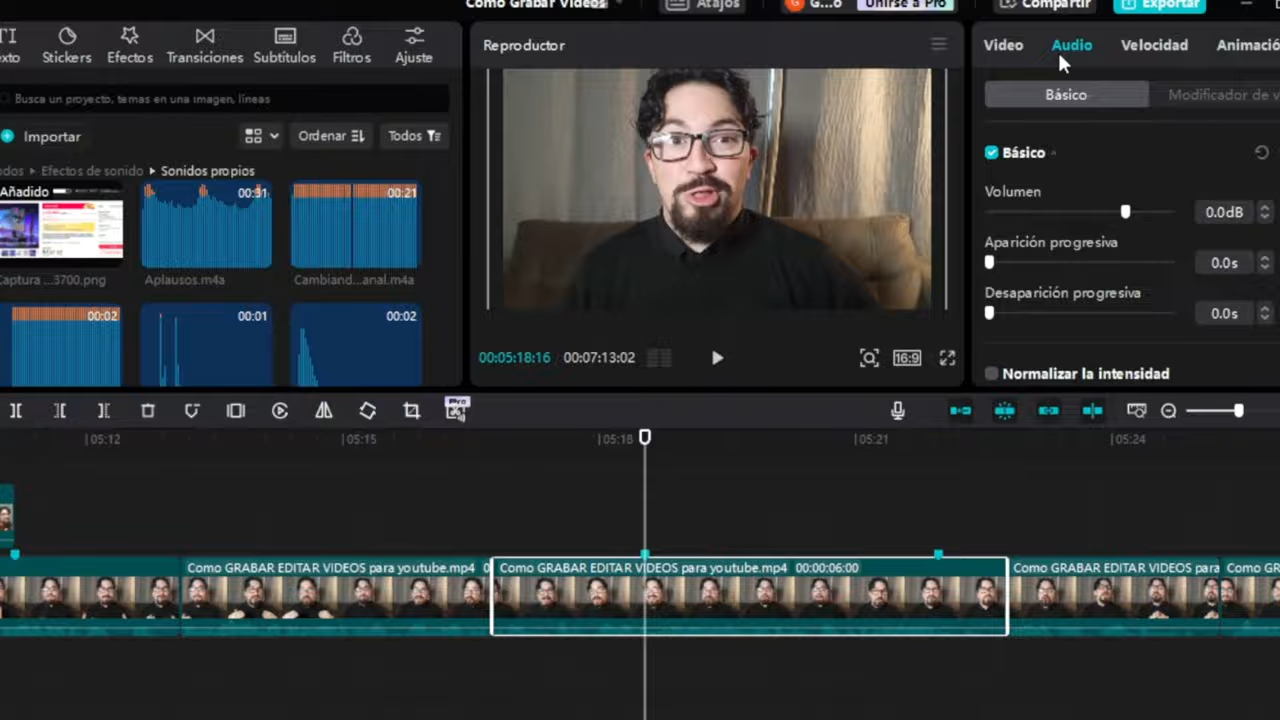 Como Grabar Videos
Atajos
G G...o
Unirse a Pro
Compartir
Exportar
Stickers
Efectos
Transiciones
Subtítulos
Filtros
Ajuste
Busca un proyecto, temas en una imagen, líneas
Importar
Ordenar
Todos
Efectos de sonido
Sonidos propios
Añadido
00:31
00:21
Captura ...3700.png
Aplausos.m4a
Cambiand...anal.m4a
00:02
00:01
00:02
Reproductor
00:05:18:16
00:07:13:02
16:9
Video
Audio
Velocidad
Animació
Básico
Modificador de v
Básico
Volumen
0.0dB
Aparición progresiva
0.0s
Desaparición progresiva
0.0s
Normalizar la intensidad
Pro
05:12
05:15
05:18
05:21
05:24
Como GRABAR EDITAR VIDEOS para youtube.mp4
Como GRABAR EDITAR VIDEOS para youtube.mp4 00:00:06:00
Como GRABAR EDITAR VIDEOS para
Como GR